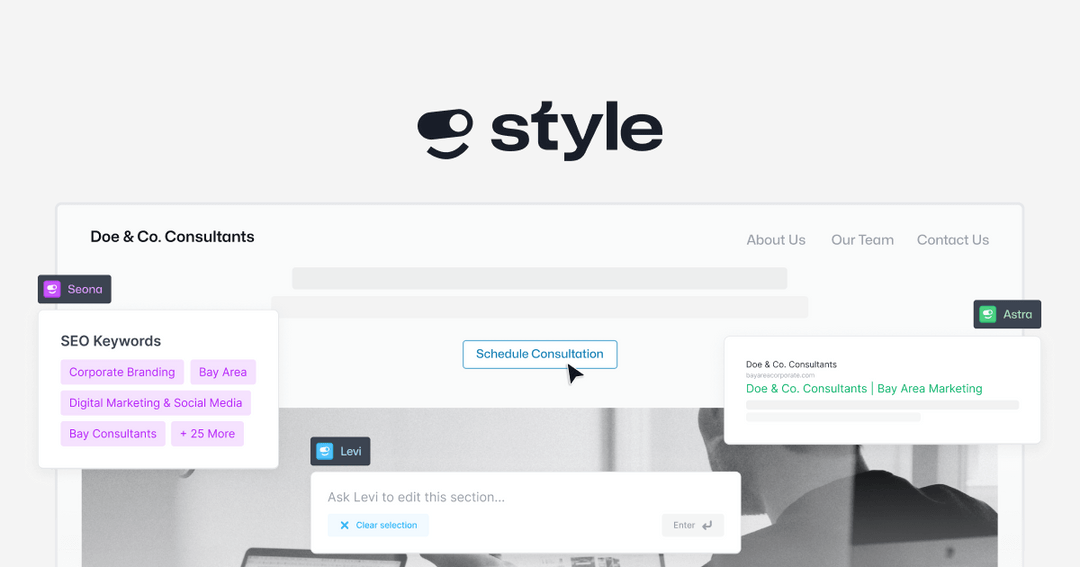 style
Doe & Co. Consultants
About Us Our Team Contact Us
Seona
SEO Keywords
Corporate Branding Bay Area
Digital Marketing & Social Media
Bay Consultants + 25 More
Schedule Consultation
Astra
Doe & Co. Consultants
bayareacorporate.com
Doe & Co. Consultants | Bay Area Marketing
Levi
Ask Levi to edit this section...
Clear selection Enter